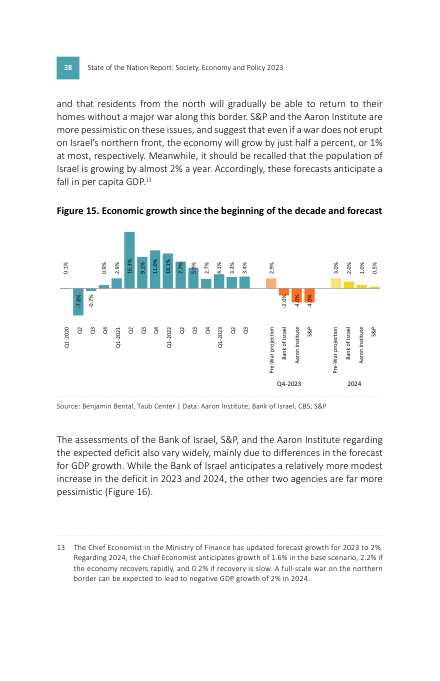 38 State of the Nation Report: Society, Economy and Policy 2023
and that residents from the north will gradually be able to return to their
homes without a major war along this border. S&P and the Aaron Institute are
more pessimistic on these issues, and suggest that even if a war does not erupt
on Israel's northern front, the economy will grow by just half a percent, or 1%
at most, respectively. Meanwhile, it should be recalled that the population of
Israel is growing by almost 2% a year. Accordingly, these forecasts anticipate a
fall in per capita GDP.13
Figure 15. Economic growth since the beginning of the decade and forecast
0.1% -7.8% -0.7% 0.9% 2.8% 16.3% 9.1% 11.0% 10.1% 7.7% 2.7% 4.1% 3.3% 3.4% 2.9% -2.0% -4.0% -4.0% 3.0% 2.0% 1.0% 0.5%
Q1-2020 Q2 Q3 Q4 Q1-2021 Q2 Q3 Q4 Q1-2022 Q2 Q3 Q4 Q1-2023 Q2 Q3 Pre-War projection Bank of Israel Aaron Institute S&P Pre-War projection Bank of Israel Aaron Institute S&P
Q4-2023 2024
Source: Benjamin Bental, Taub Center | Data: Aaron Institute; Bank of Israel, CBS; S&P
The assessments of the Bank of Israel, S&P, and the Aaron Institute regarding
the expected deficit also vary widely, mainly due to differences in the forecast
for GDP growth. While the Bank of Israel anticipates a relatively more modest
increase in the deficit in 2023 and 2024, the other two agencies are far more
pessimistic (Figure 16).
13 The Chief Economist in the Ministry of Finance has updated forecast growth for 2023 to 2%.
Regarding 2024, the Chief Economist anticipates growth of 1.6% in the base scenario, 2.2% if
the economy recovers rapidly, and 0.2% if recovery is slow. A full-scale war on the northern
border can be expected to lead to negative GDP growth of 2% in 2024.